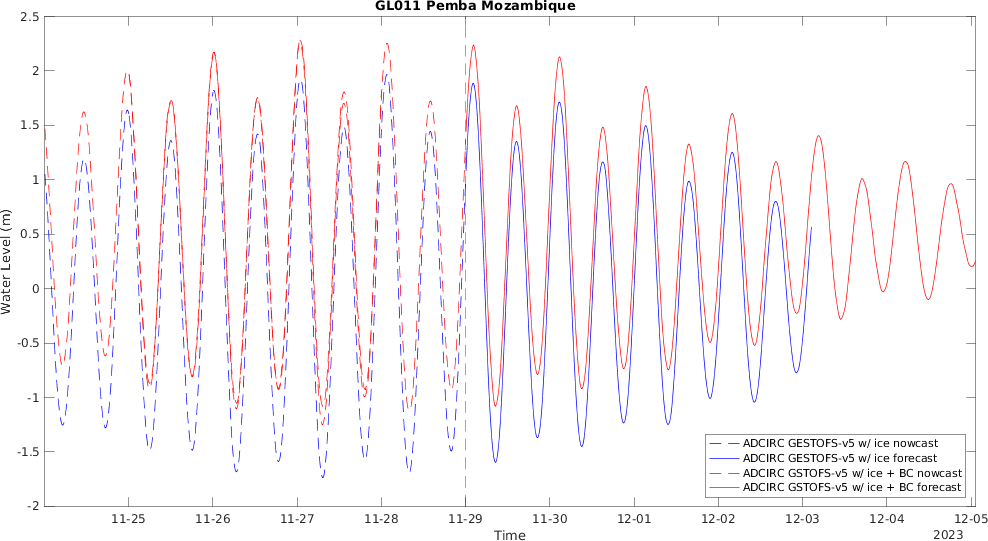 GL011 Pemba Mozambique
2.5
2
1.5
1
0.5
0
-0.5
-1
-1.5
-2
Water Level (m)
11-25 11-26 11-27 11-28 11-29 11-30 12-01 12-02 12-03 12-04 12-05
Time
2023
ADCIRC GESTOFS-v5 w/ ice nowcast
ADCIRC GESTOFS-v5 w/ ice forecast
ADCIRC GSTOFS-v5 w/ ice + BC nowcast
ADCIRC GSTOFS-v5 w/ ice + BC forecast